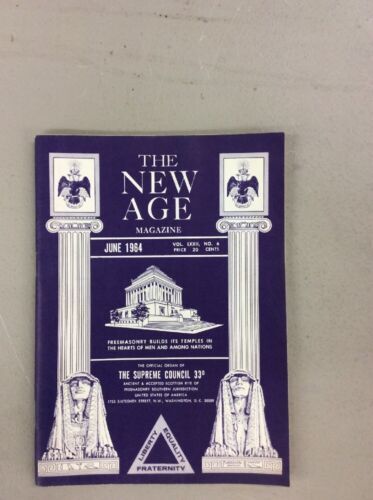 THE
NEW
AGE
MAGAZINE
JUNE 1964
VOL. LXXII, NO. 6
PRICE 20 CENTS
FREEMASONRY BUILDS ITS TEMPLES IN
THE HEARTS OF MEN AND AMONG NATIONS
THE OFFICIAL ORGAN OF
THE SUPREME COUNCIL 33°
ANCIENT & ACCEPTED SCOTTISH RITE OF
FREEMASONRY SOUTHERN JURISDICTION
UNITED STATES OF AMERICA
1733 SIXTEENTH STREET, N.W., WASHINGTON, D.C. 20009
LIBERTY
EQUALITY
FRATERNITY